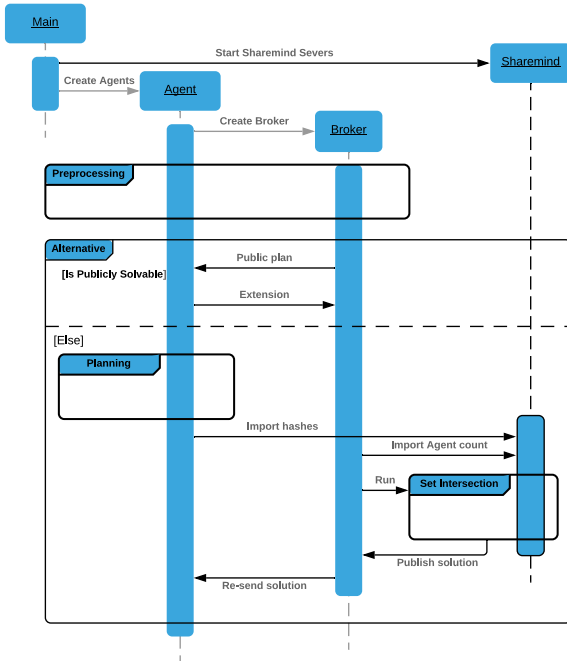 Main
Start Sharemind Severs
Sharemind
Create Agents
Agent
Create Broker
Broker
Preprocessing
Alternative
Public plan
[Is Publicly Solvable]
Extension
[Else]
Planning
Import hashes
Import Agent count
Run
Set Intersection
Publish solution
Re-send solution